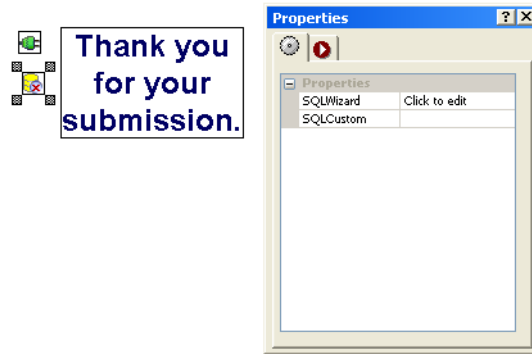 Thank you
for your
submission.
Properties
Properties
SQLWizard Click to edit
SQLCustom